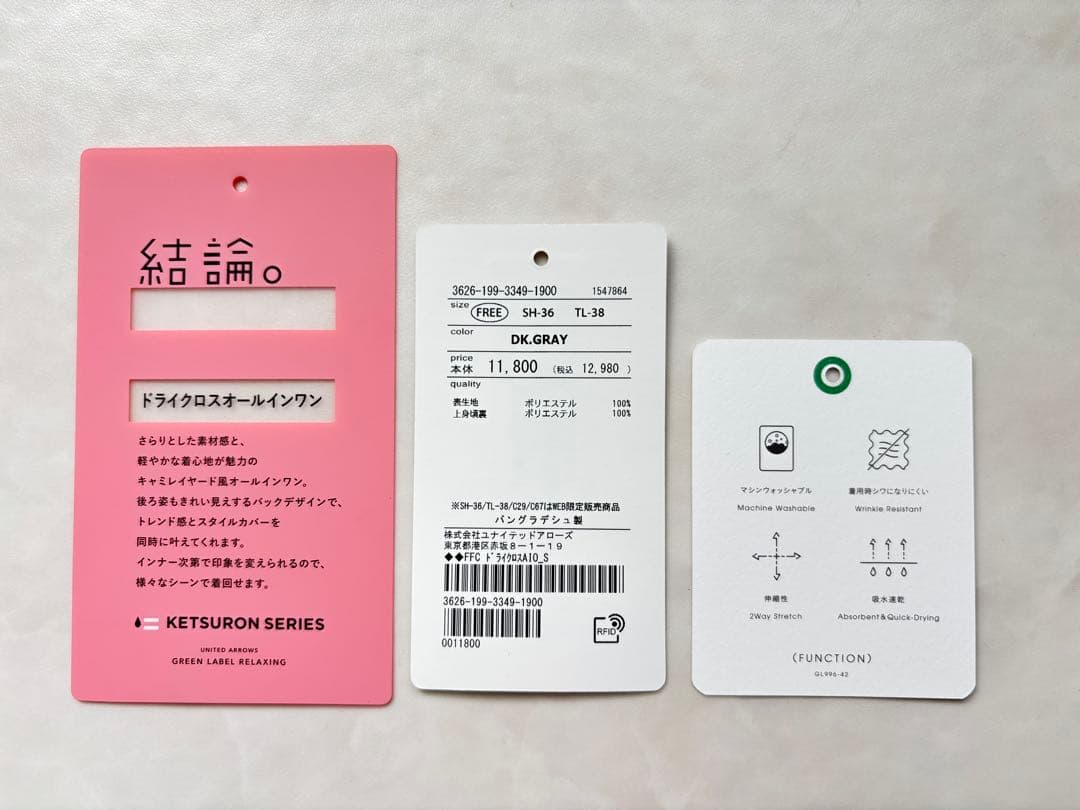 結論。
ドライクロスオールインワン
さらりとした素材感と、
軽やかな着心地が魅力の
キャミレイヤード風オールインワン。
後ろ姿もきれい見えするバックデザインで、
トレンド感とスタイルカバーを
同時に叶えてくれます。
インナー次第で印象を変えられるので、
様々なシーンで着回せます。
KETSURON SERIES
UNITED ARROWS
GREEN LABEL RELAXING
3626-199-3349-1900 1547864
size FREE SH-36 TL-38
color
DK.GRAY
price
本体 11,800 (税込 12,980 )
quality
表生地 ポリエステル 100%
上身頃裏 ポリエステル 100%
※SH-36/TL-38/C29/C67はWEB限定販売商品
バングラデシュ製
株式会社ユナイテッドアローズ
東京都港区赤坂8-1-19
◆◆FFC ﾄﾞﾗｲｸﾛｽAIO_S
3626-199-3349-1900
0011800
RFID
マシンウォッシャブル
Machine Washable
着用時シワになりにくい
Wrinkle Resistant
伸縮性
2Way Stretch
吸水速乾
Absorbent&Quick-Drying
(FUNCTION)
GL996-42